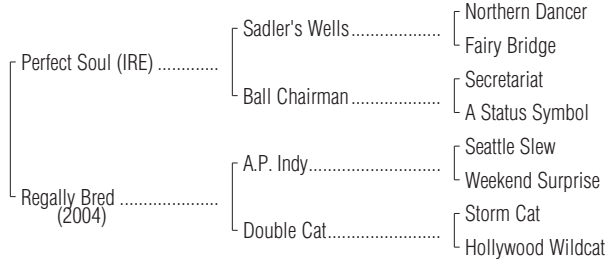 Northern Dancer
Sadler's Wells...................
Fairy Bridge
Perfect Soul (IRE) .............
Secretariat
Ball Chairman ...................
A Status Symbol
Seattle Slew
A.P. Indy............................
Weekend Surprise
Regally Bred .....................
(2004)
Storm Cat
Double Cat........................
Hollywood Wildcat